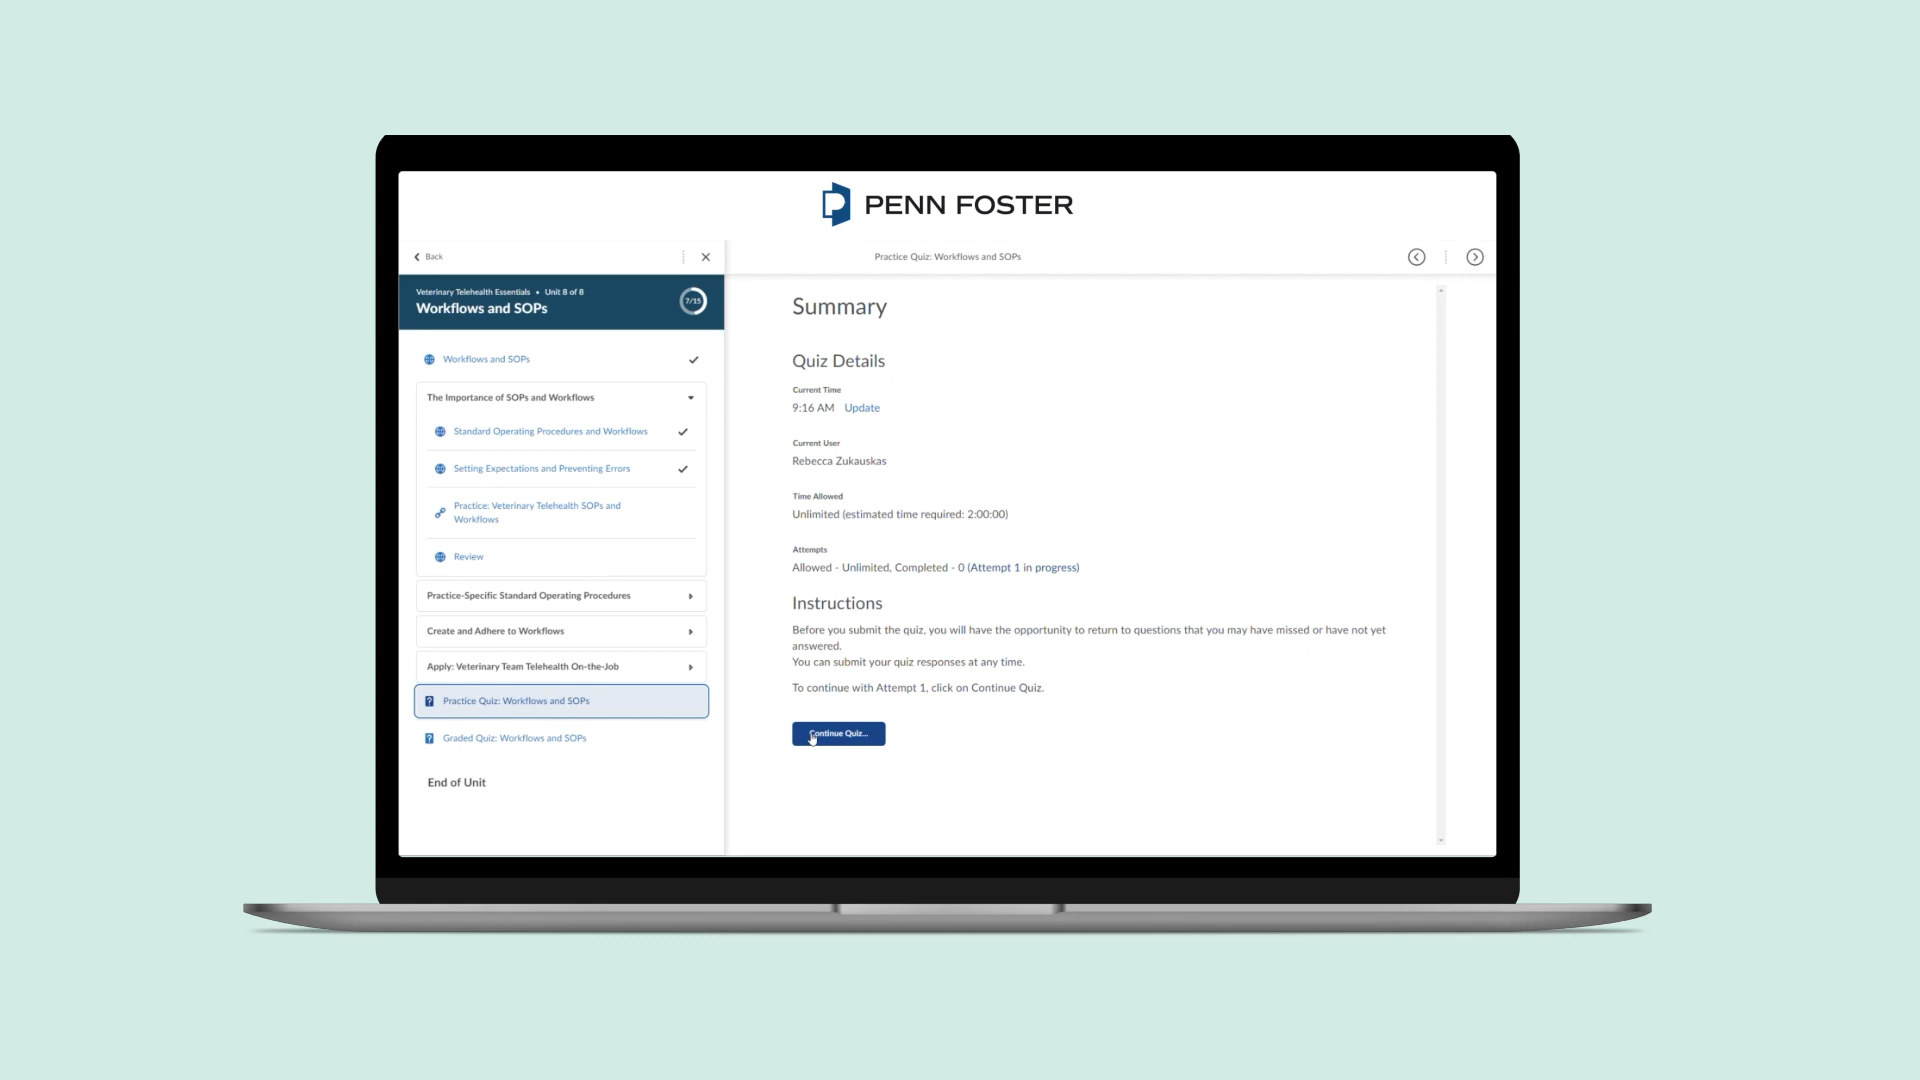 PENN FOSTER
Back
Practice Quiz: Workflows and SOPs
Veterinary Telehealth Essentials • Unit 8 of 8
Workflows and SOPs
7/15
Workflows and SOPs
The Importance of SOPs and Workflows
Standard Operating Procedures and Workflows
Setting Expectations and Preventing Errors
Practice: Veterinary Telehealth SOPs and
Workflows
Review
Practice-Specific Standard Operating Procedures
Create and Adhere to Workflows
Apply: Veterinary Team Telehealth On-the-Job
Practice Quiz: Workflows and SOPs
Graded Quiz: Workflows and SOPs
End of Unit
Summary
Quiz Details
Current Time
9:16 AM Update
Current User
Rebecca Zukauskas
Time Allowed
Unlimited (estimated time required: 2:00:00)
Attempts
Allowed - Unlimited, Completed - 0 (Attempt 1 in progress)
Instructions
Before you submit the quiz, you will have the opportunity to return to questions that you may have missed or have not yet
answered.
You can submit your quiz responses at any time.
To continue with Attempt 1, click on Continue Quiz.
Continue Quiz...